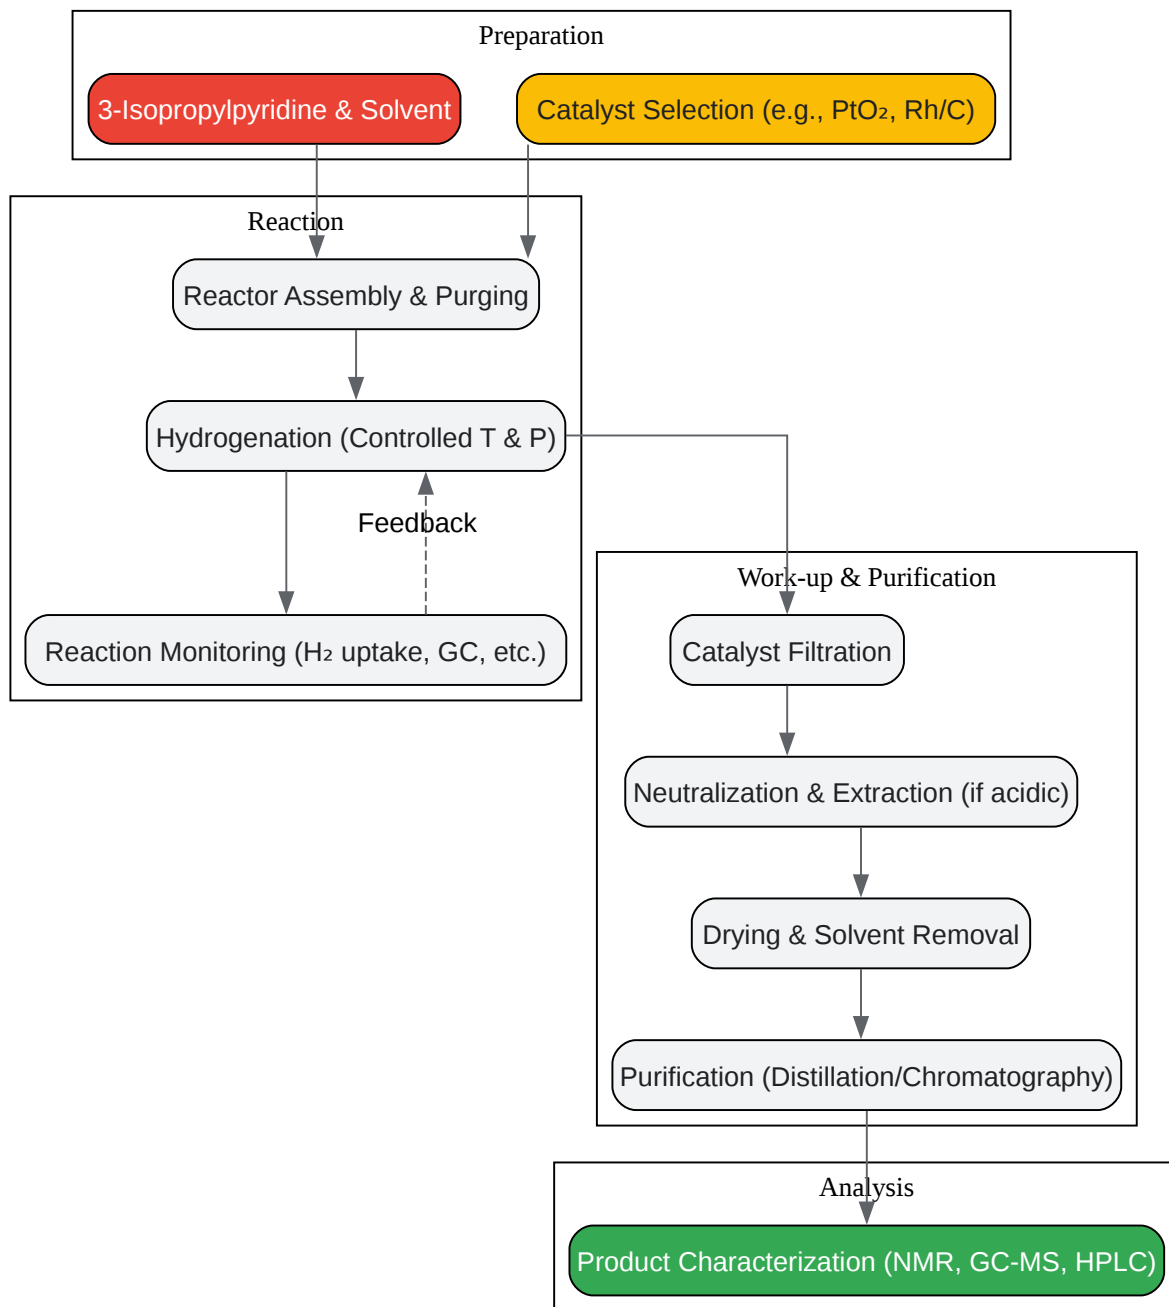 Preparation
3-Isopropylpyridine & Solvent
Catalyst Selection (e.g., PtO₂, Rh/C)
Reaction
Reactor Assembly & Purging
Hydrogenation (Controlled T & P)
Feedback
Reaction Monitoring (H₂ uptake, GC, etc.)
Work-up & Purification
Catalyst Filtration
Neutralization & Extraction (if acidic)
Drying & Solvent Removal
Purification (Distillation/Chromatography)
Analysis
Product Characterization (NMR, GC-MS, HPLC)